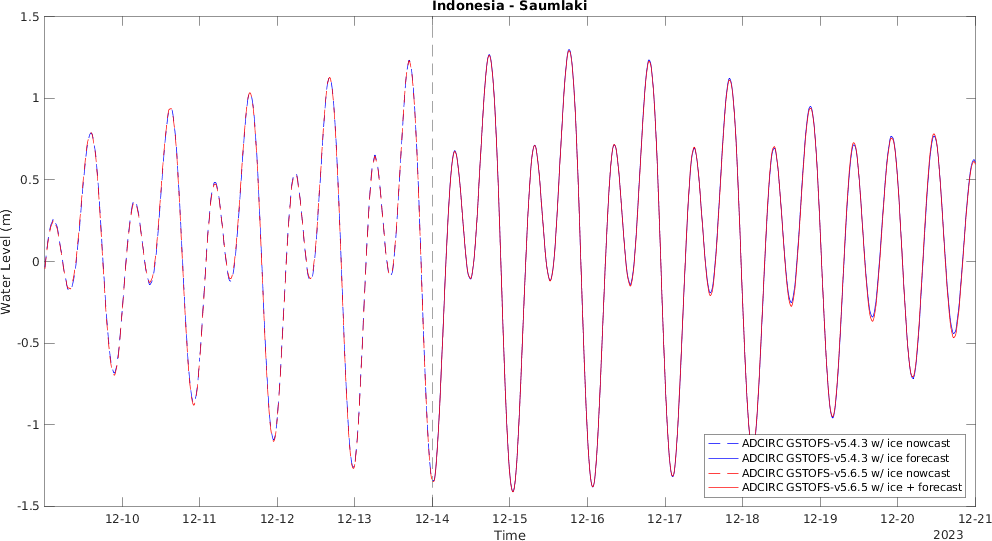 Indonesia - Saumlaki
1.5
1
0.5
0
-0.5
-1
-1.5
Water Level (m)
ADCIRC GSTOFS-v5.4.3 w/ ice nowcast
ADCIRC GSTOFS-v5.4.3 w/ ice forecast
ADCIRC GSTOFS-v5.6.5 w/ ice nowcast
ADCIRC GSTOFS-v5.6.5 w/ ice + forecast
12-10 12-11 12-12 12-13 12-14 12-15 12-16 12-17 12-18 12-19 12-20 12-21
Time
2023